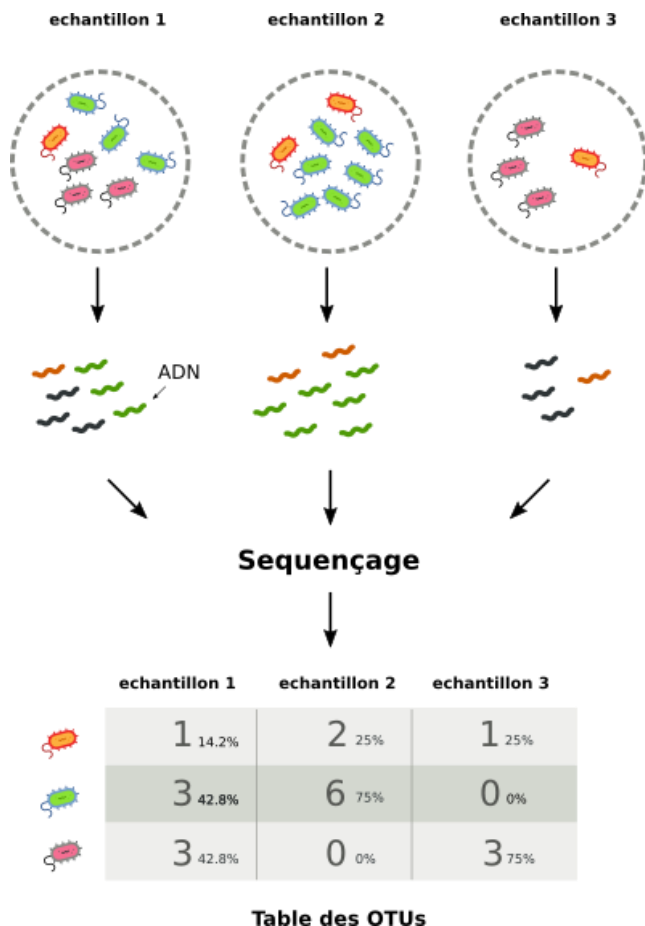 echantillon 1 echantillon 2 echantillon 3
ADN
Sequençage
echantillon 1 echantillon 2 echantillon 3
1 14.2% 2 25% 1 25%
3 42.8% 6 75% 0 0%
3 42.8% 0 0% 3 75%
Table des OTUs